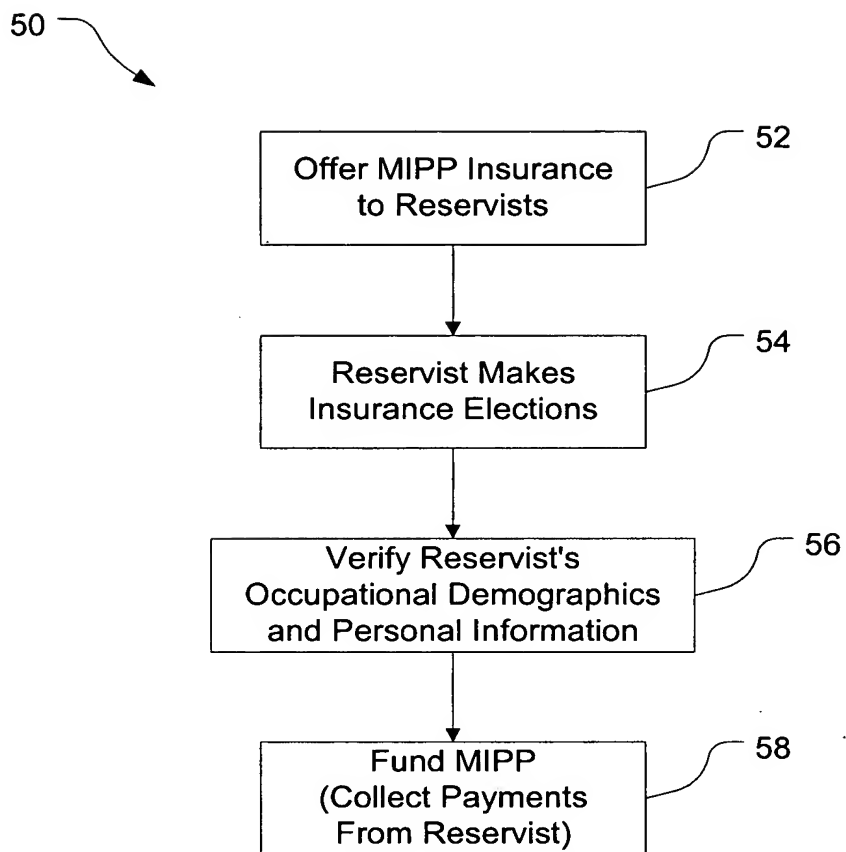 50
52
Offer MIPP Insurance
to Reservists
54
Reservist Makes
Insurance Elections
56
Verify Reservist's
Occupational Demographics
and Personal Information
58
Fund MIPP
(Collect Payments
From Reservist)